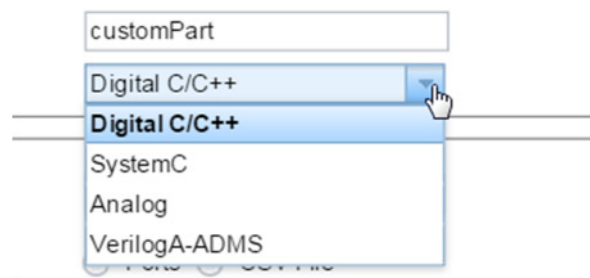 customPart
Digital C/C++
Digital C/C++
SystemC
Analog
VerilogA-ADMS